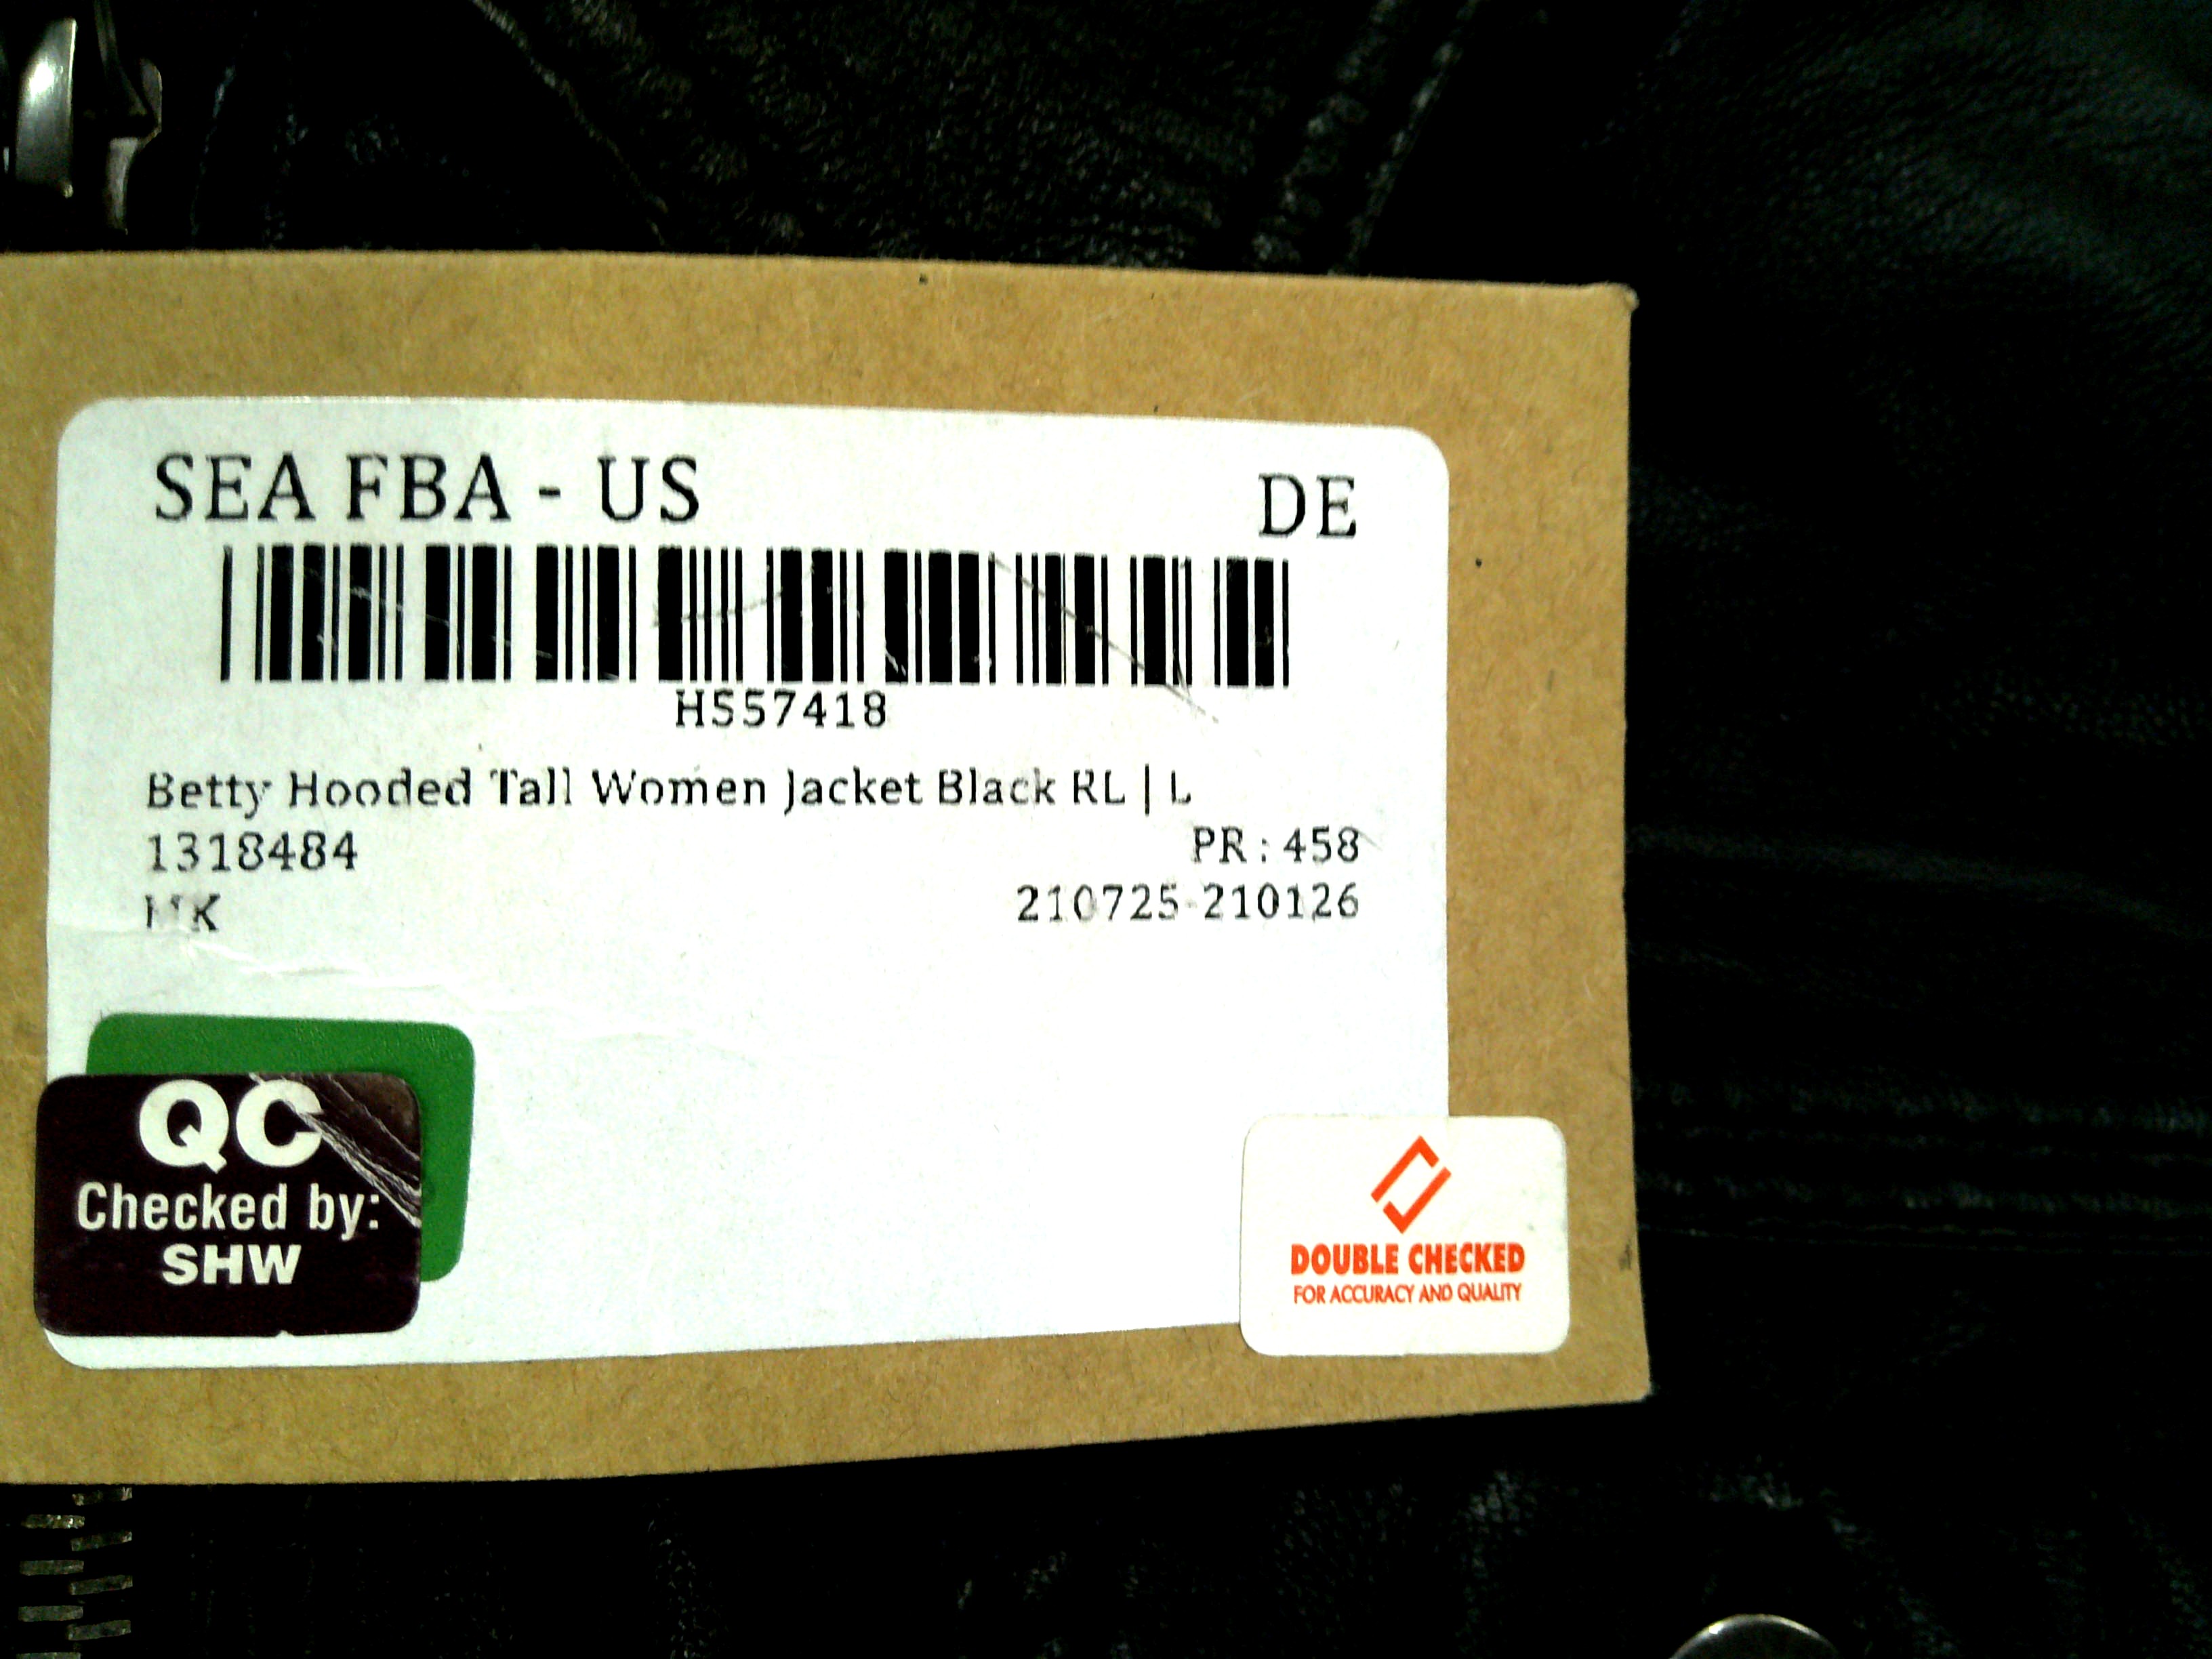 SEA FBA - US DE
HS57418
Betty Hooded Tall Women Jacket Black RL | L
1318484 PR : 458
210725-210126
QC
Checked by:
SHW
DOUBLE CHECKED
FOR ACCURACY AND QUALITY